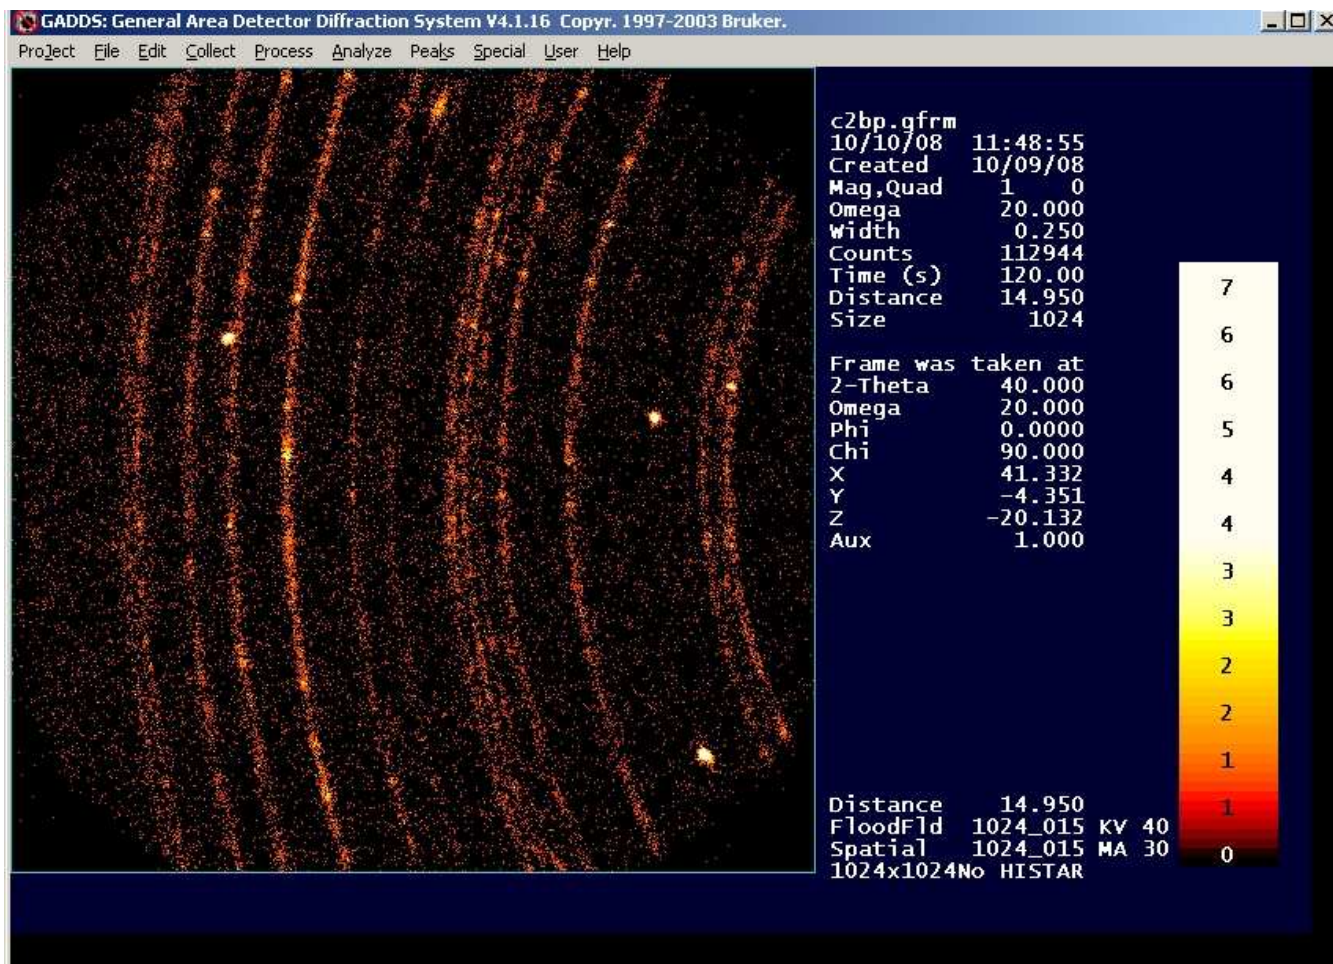 GADDS: General Area Detector Diffraction System V4.1.16 Copyr. 1997-2003 Bruker.
ProJect File Edit Collect Process Analyze Peaks Special User Help
c2bp.gfrm
10/10/08 11:48:55
Created 10/09/08
Mag,Quad 1 0
Omega 20.000
Width 0.250
Counts 112944
Time (s) 120.00
Distance 14.950
Size 1024
Frame was taken at
2-Theta 40.000
Omega 20.000
Phi 0.0000
Chi 90.000
X 41.332
Y -4.351
Z -20.132
Aux 1.000
Distance 14.950
FloodFld 1024_015 KV 40
Spatial 1024_015 MA 30
1024x1024No HISTAR
7
6
6
5
4
4
3
3
2
2
1
1
0